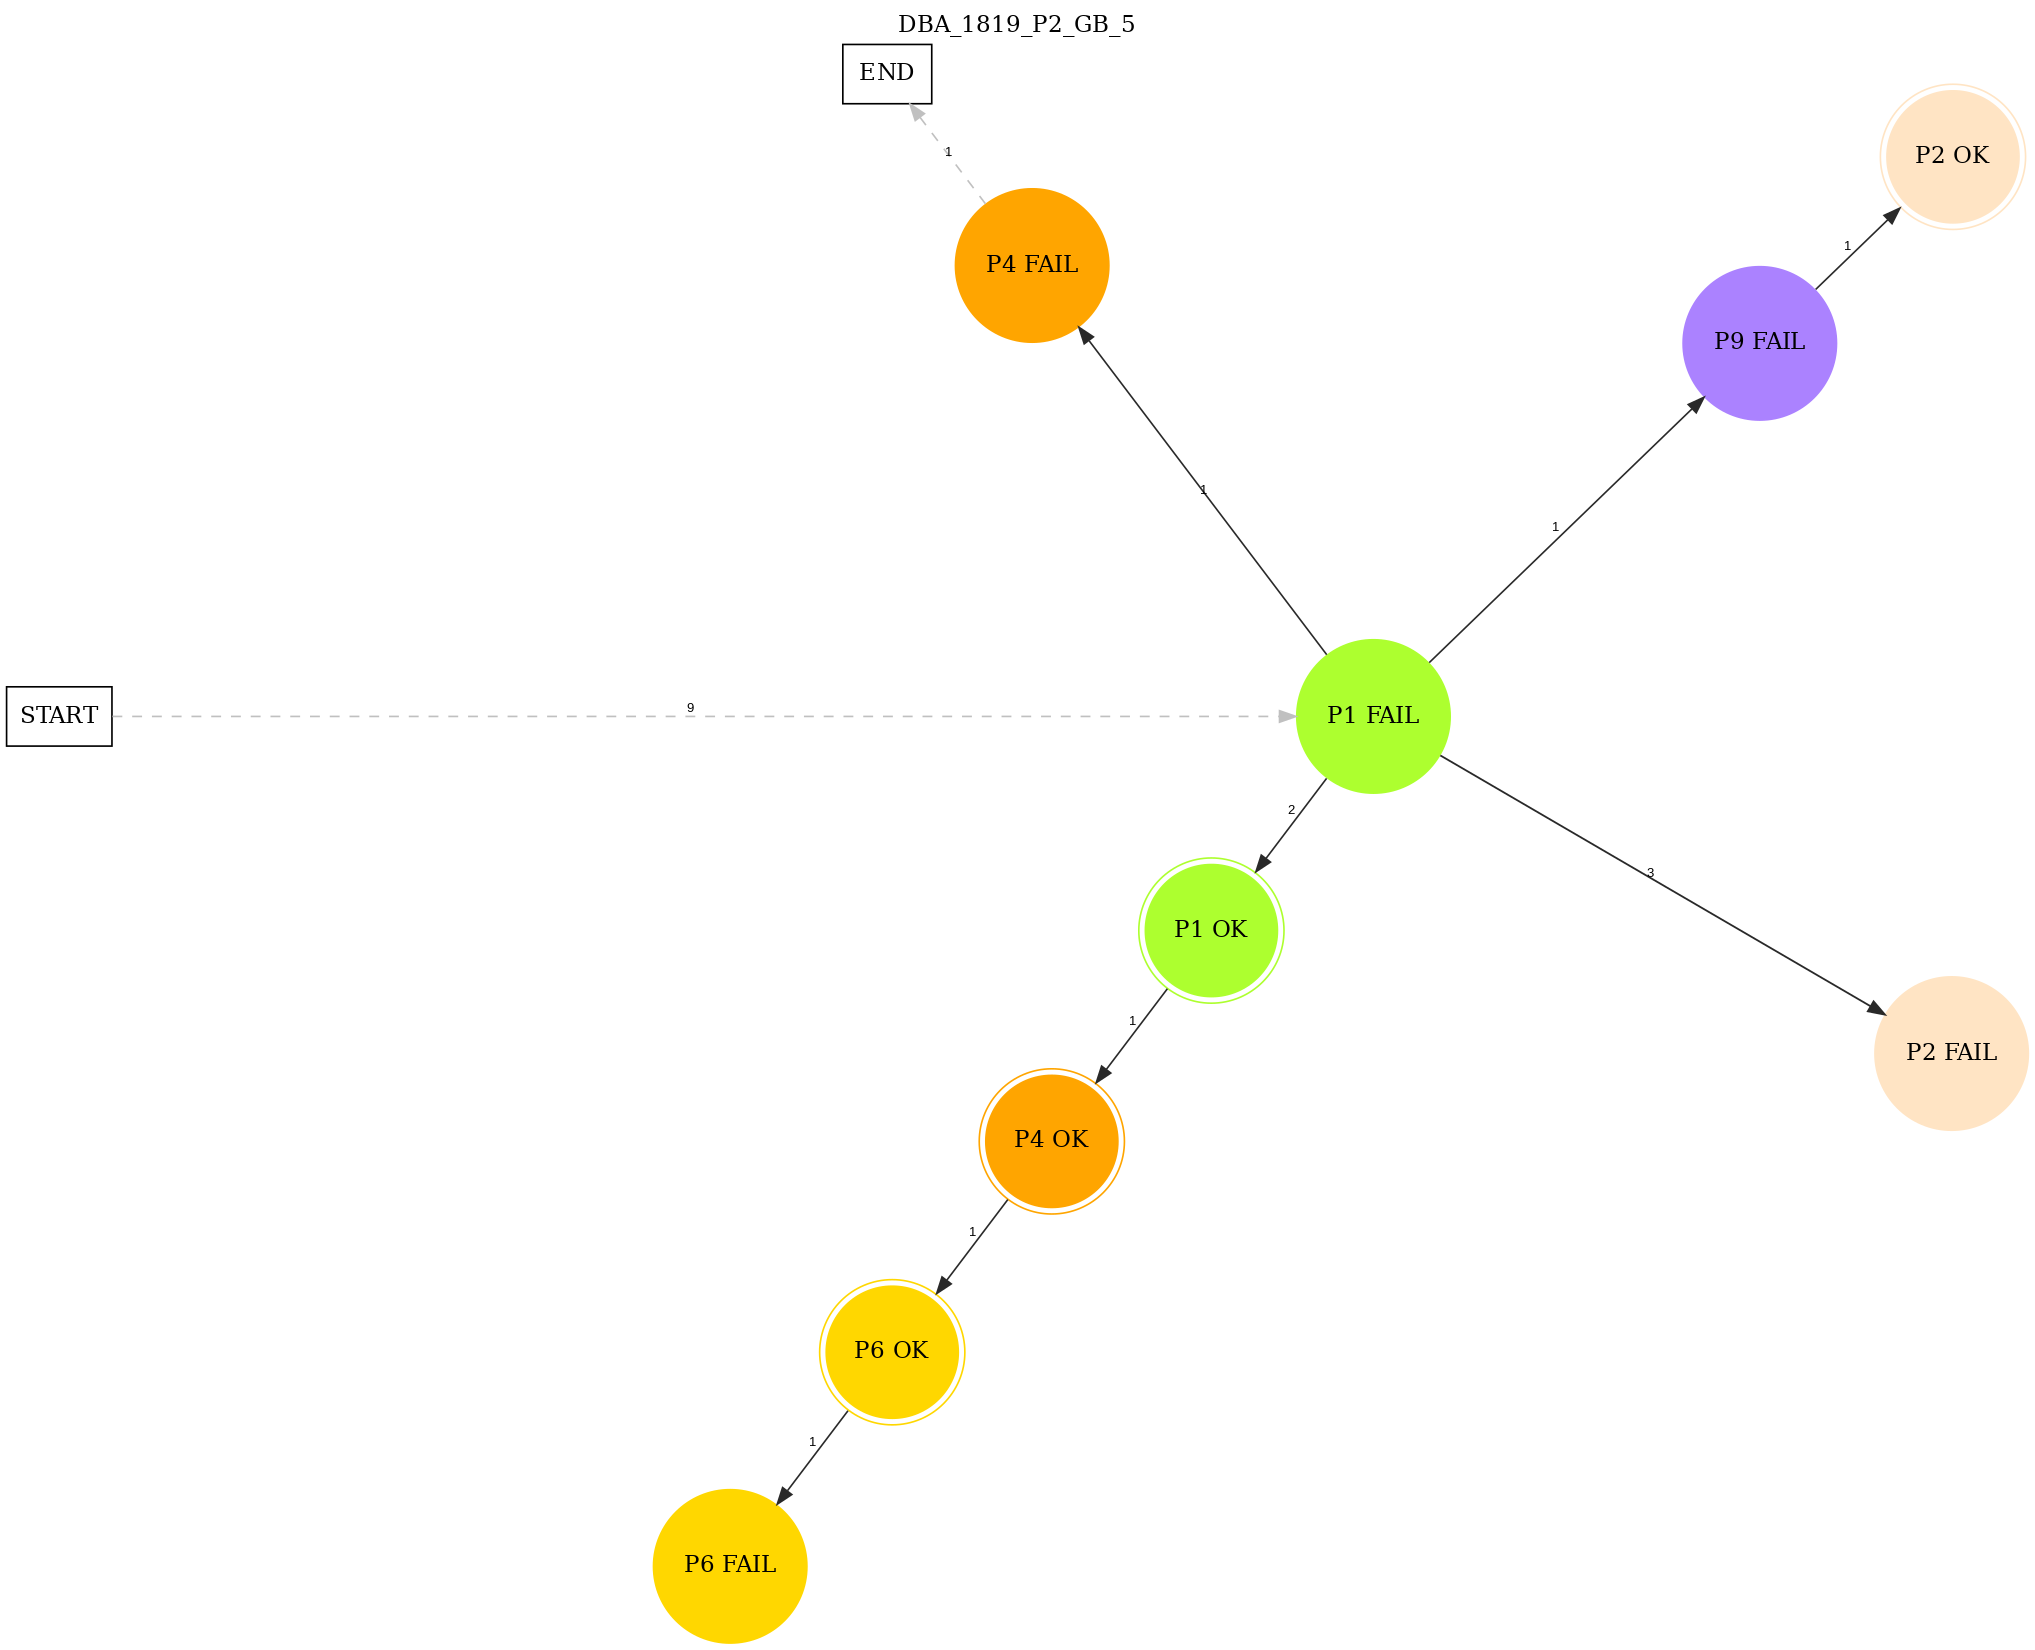 DBA_1819_P2_GB_5
END
1
P2 OK
1
P4 FAIL
P9 FAIL
1
1
START
9
P1 FAIL
2
3
P1 OK
1
P2 FAIL
P4 OK
1
P6 OK
1
P6 FAIL